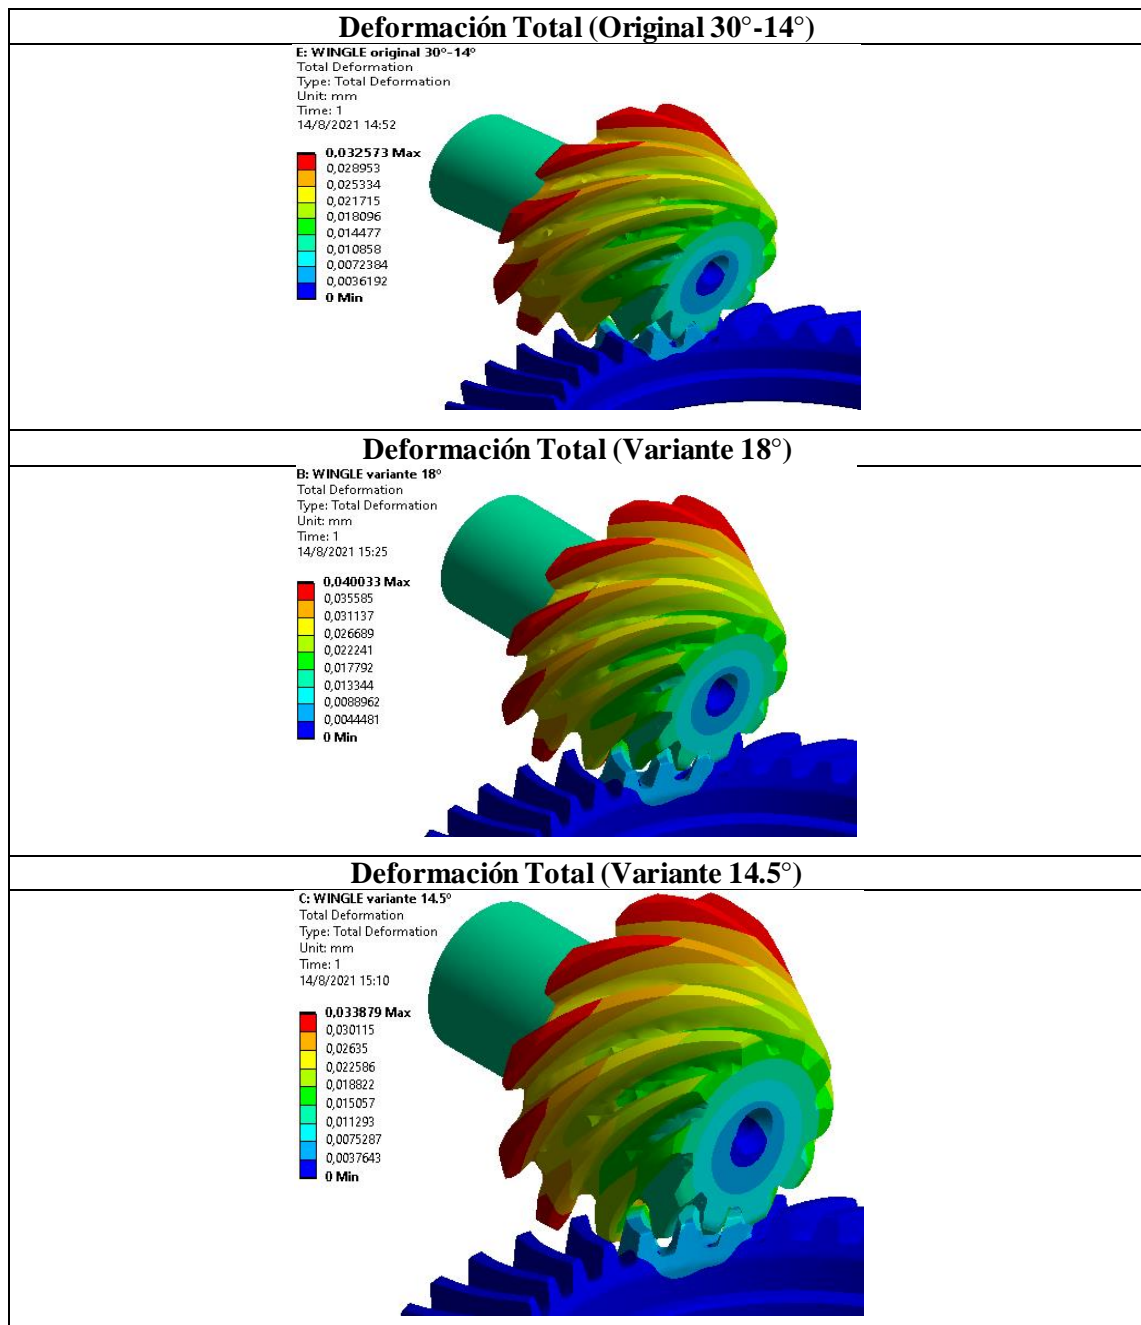 Deformación Total (Original 30°-14°)
E: WINGLE original 30°-14°
Total Deformation
Type: Total Deformation
Unit: mm
Time: 1
14/8/2021 14:52
0,032573 Max
0,028953
0,025334
0,021715
0,018096
0,014477
0,010858
0,0072384
0,0036192
0 Min
Deformación Total (Variante 18°)
B: WINGLE variante 18°
Total Deformation
Type: Total Deformation
Unit: mm
Time: 1
14/8/2021 15:25
0,040033 Max
0,035585
0,031137
0,026689
0,022241
0,017792
0,013344
0,0088962
0,0044481
0 Min
Deformación Total (Variante 14.5°)
C: WINGLE variante 14.5°
Total Deformation
Type: Total Deformation
Unit: mm
Time: 1
14/8/2021 15:10
0,033879 Max
0,030115
0,02635
0,022586
0,018822
0,015057
0,011293
0,0075287
0,0037643
0 Min